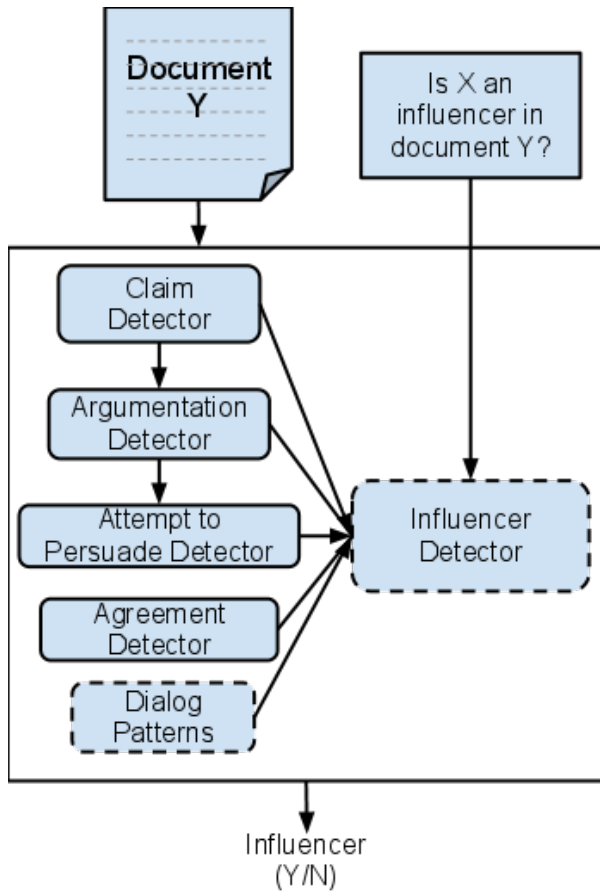 Document
Y
Is X an
influencer in
document Y?
Claim
Detector
Argumentation
Detector
Attempt to
Persuade Detector
Agreement
Detector
Dialog
Patterns
Influencer
Detector
Influencer
(Y/N)